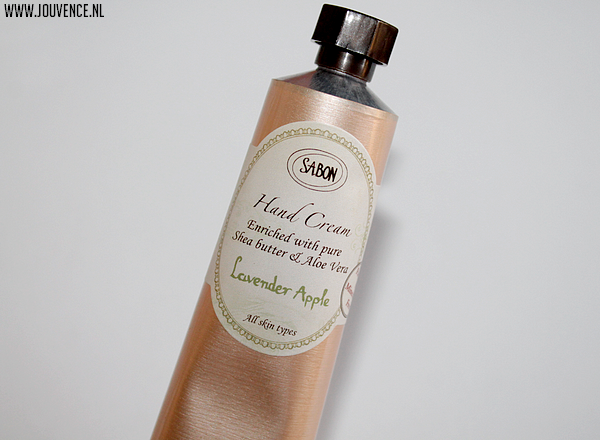 WWW.JOUVENCE.NL
SABON
Hand Cream
Enriched with pure
Shea butter & Aloe Vera
Lavender Apple
All skin types